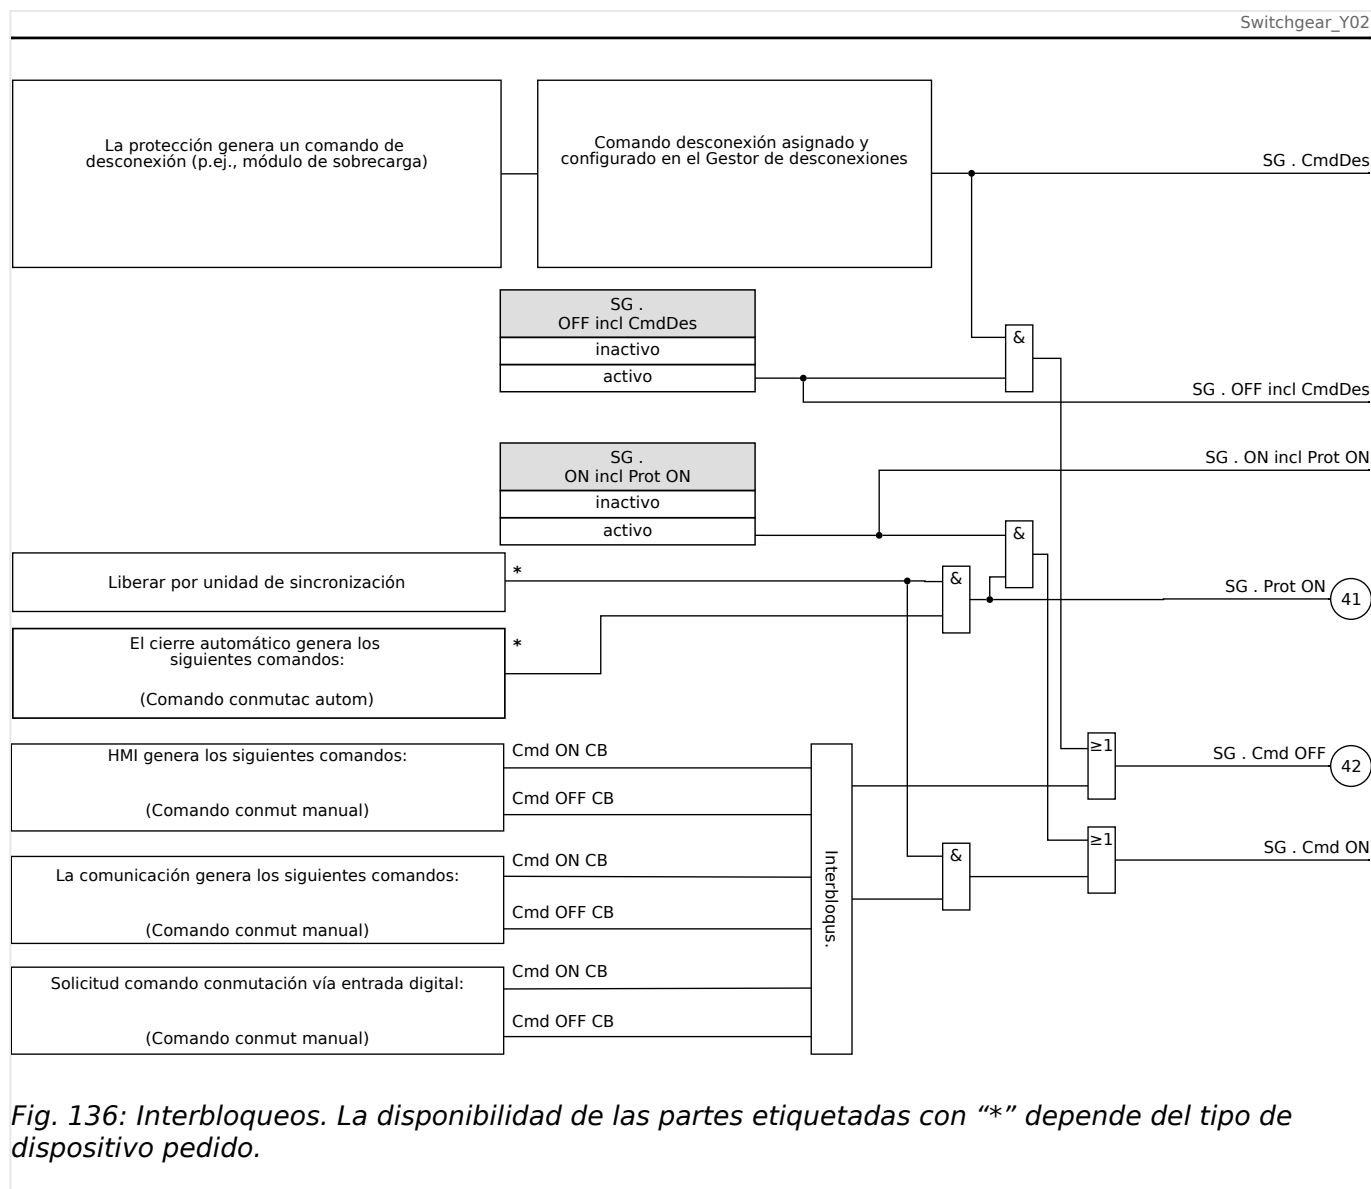 Switchgear_Y02
La protección genera un comando de
desconexión (p.ej., módulo de sobrecarga)
Comando desconexión asignado y
configurado en el Gestor de desconexiones
SG . CmdDes
SG .
OFF incl CmdDes
inactivo
activo
&
SG . OFF incl CmdDes
SG .
ON incl Prot ON
inactivo
activo
SG . ON incl Prot ON
&
Liberar por unidad de sincronización
*
&
SG . Prot ON
41
El cierre automático genera los
siguientes comandos:
(Comando conmutac autom)
*
HMI genera los siguientes comandos:
(Comando conmut manual)
Cmd ON CB
Cmd OFF CB
≥1
SG . Cmd OFF
42
La comunicación genera los siguientes comandos:
(Comando conmut manual)
Cmd ON CB
Cmd OFF CB
Interbloqus.
&
≥1
SG . Cmd ON
Solicitud comando conmutación vía entrada digital:
(Comando conmut manual)
Cmd ON CB
Cmd OFF CB
Fig. 136: Interbloqueos. La disponibilidad de las partes etiquetadas con “*” depende del tipo de
dispositivo pedido.